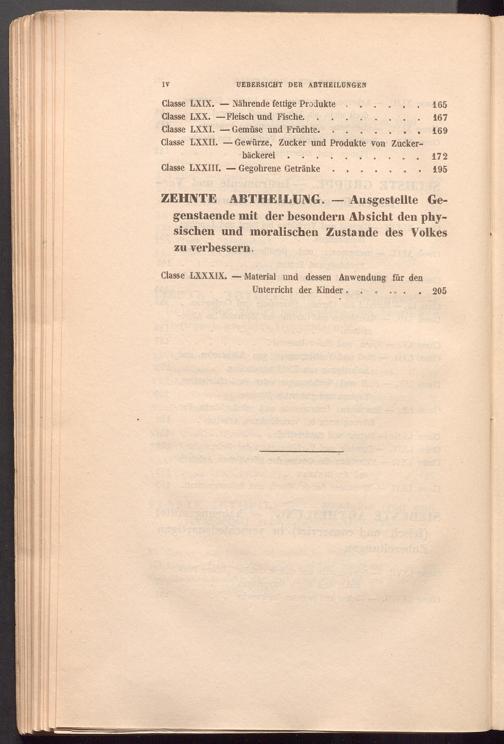 IV UEBERSICHT DER ABTHEILUNGEN
Classe LXIX. — Nährende fettige Produkte . . . . . . 165
Classe LXX. —Fleisch und Fische. . . . . . . . . 167
Classe LXXI. — Gemüse und Früchte. . . . . . . . 169
Classe LXXII. — Gewürze, Zucker und Produkte von Zucker-
bäckerei . . . . . . . . . . 172
Classe LXXIII. — Gegohrene Getränke . . . . . . . 195
ZEHNTE ABTHEILUNG. — Ausgestellte Ge-
genstaende mit der besondern Absicht den phy-
sischen und moralischen Zustande des Volkes
zu verbessern.
Classe LXXXIX. — Material und dessen Anwendung für den
Unterricht der Kinder . . . . . . . 205